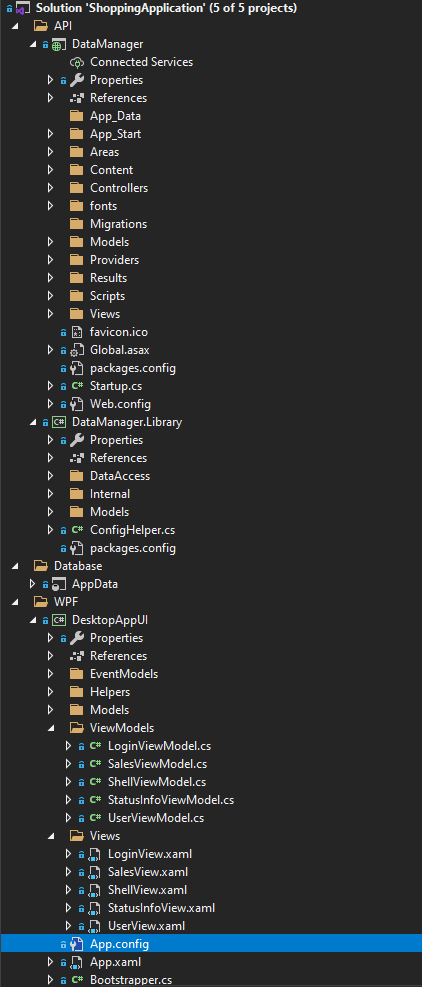 Solution 'ShoppingApplication' (5 of 5 projects)
API
DataManager
Connected Services
Properties
References
App_Data
App_Start
Areas
Content
Controllers
fonts
Migrations
Models
Providers
Results
Scripts
Views
favicon.ico
Global.asax
packages.config
C# Startup.cs
Web.config
C# DataManager.Library
Properties
References
DataAccess
Internal
Models
C# ConfigHelper.cs
packages.config
Database
AppData
WPF
C# DesktopAppUI
Properties
References
EventModels
Helpers
Models
ViewModels
C# LoginViewModel.cs
C# SalesViewModel.cs
C# ShellViewModel.cs
C# StatusInfoViewModel.cs
C# UserViewModel.cs
Views
LoginView.xaml
SalesView.xaml
ShellView.xaml
StatusInfoView.xaml
UserView.xaml
App.config
App.xaml
C# Bootstrapper.cs